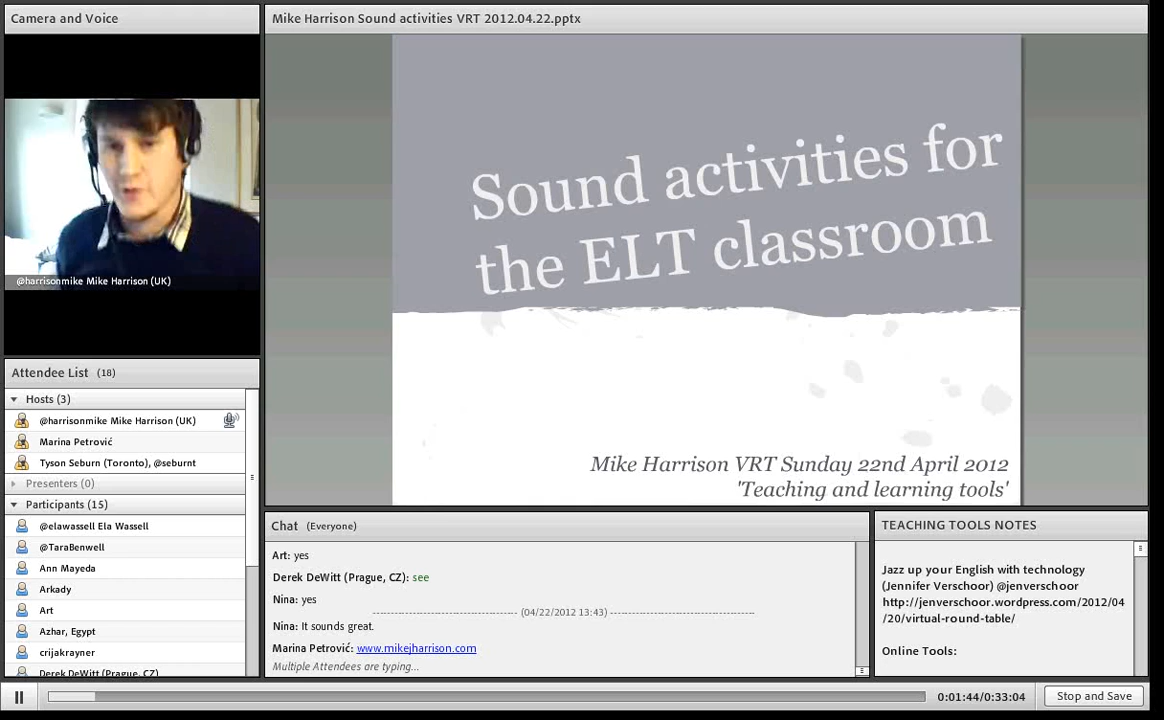 Camera and Voice
@harrisonmike Mike Harrison (UK)
Attendee List (18)
Hosts (3)
@harrisonmike Mike Harrison (UK)
Marina Petrović
Tyson Seburn (Toronto), @seburnt
Presenters (0)
Participants (15)
@elawassell Ela Wassell
@TaraBenwell
Ann Mayeda
Arkady
Art
Azhar, Egypt
crijakrayner
Derek DeWitt (Prague, CZ)
Mike Harrison Sound activities VRT 2012.04.22.pptx
Sound activities for
the ELT classroom
Mike Harrison VRT Sunday 22nd April 2012
'Teaching and learning tools'
Chat (Everyone)
Art: yes
Derek DeWitt (Prague, CZ): see
Nina: yes
(04/22/2012 13:43)
Nina: It sounds great.
Marina Petrović: www.mikejharrison.com
Multiple Attendees are typing...
TEACHING TOOLS NOTES
Jazz up your English with technology
(Jennifer Verschoor) @jenverschoor
http://jenverschoor.wordpress.com/2012/04
/20/virtual-round-table/
Online Tools:
0:01:44/0:33:04
Stop and Save